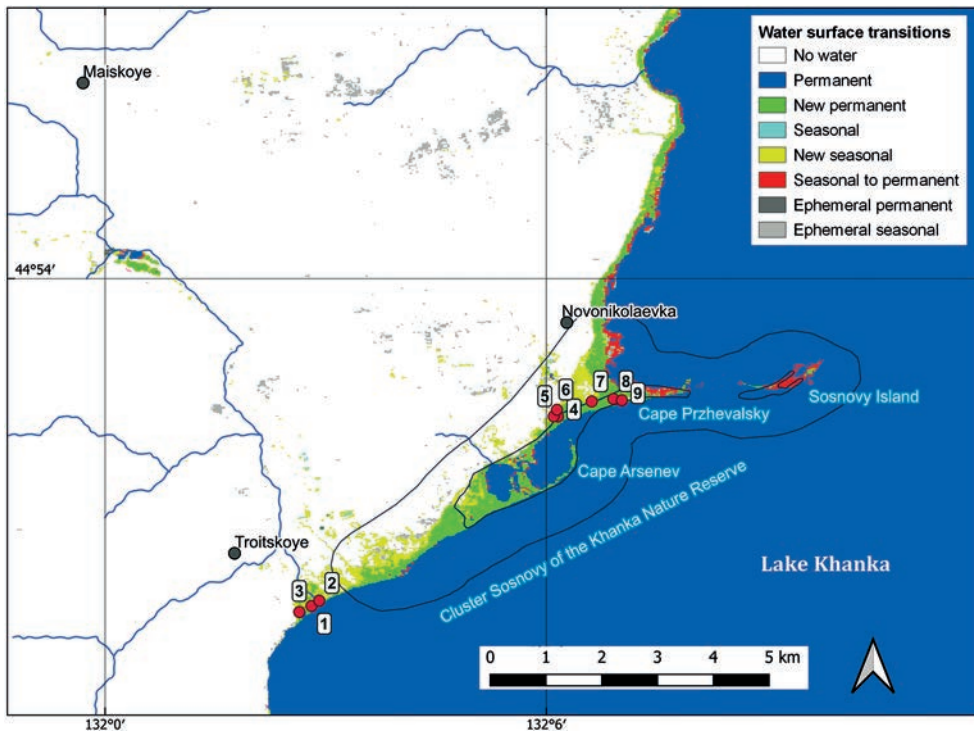 Water surface transitions
No water
Permanent
New permanent
Seasonal
New seasonal
Seasonal to permanent
Ephemeral permanent
Ephemeral seasonal
Maiskoye
44°54′
Novonikolaevka
5
6
7
8
4
9
Sosnovy Island
Cape Przhevalsky
Cape Arsenev
Cluster Sosnovy of the Khanka Nature Reserve
Troitskoye
Lake Khanka
3
2
1
0 1 2 3 4 5 km
132°0′
132°6′